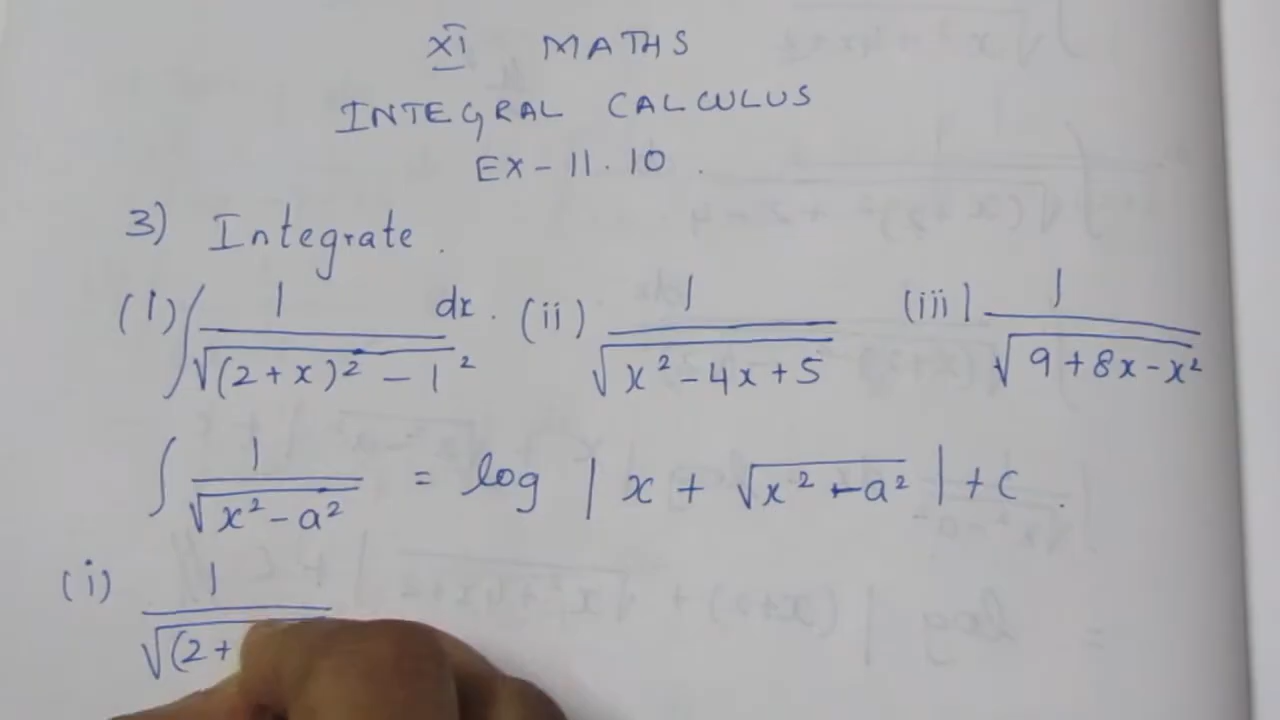 XI MATHS
INTEGRAL CALCULUS
EX - 11.10.
3) Integrate.
(i) ∫ 1/√((2+x)² - 1²) dx. (ii) 1/√(x² - 4x + 5) (iii) 1/√(9 + 8x - x²)
∫ 1/√(x² - a²) = log | x + √(x² - a²) | + c.
(i) 1/√(2+